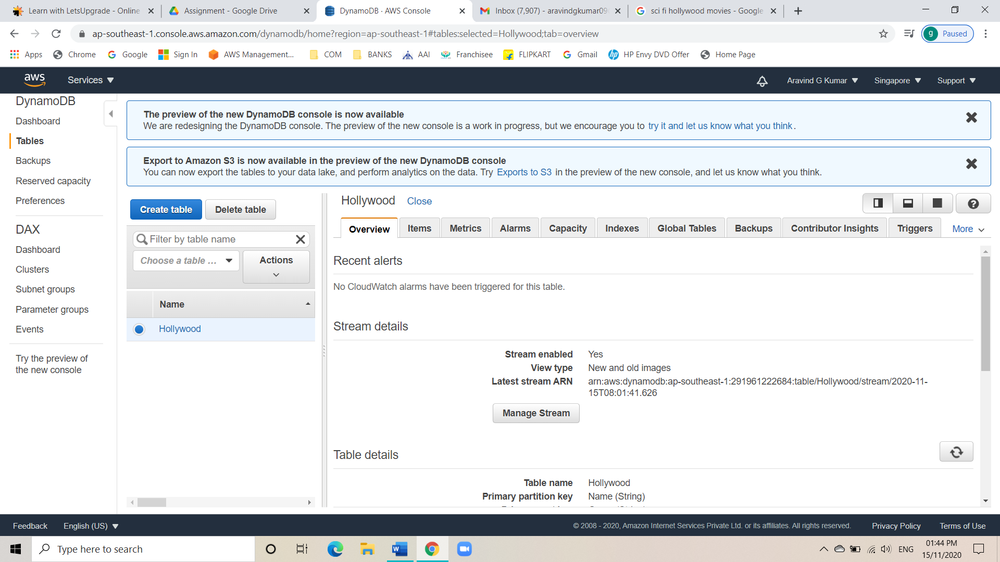 Learn with LetsUpgrade - Online
Assignment - Google Drive
DynamoDB · AWS Console
Inbox (7,907) - aravindgkumar09
sci fi hollywood movies - Google
ap-southeast-1.console.aws.amazon.com/dynamodb/home?region=ap-southeast-1#tables:selected=Hollywood;tab=overview
g Paused
Apps Chrome Google Sign In AWS Management... COM BANKS AAI Franchisee FLIPKART Gmail HP Envy DVD Offer Home Page
aws Services Aravind G Kumar Singapore Support
DynamoDB
Dashboard
Tables
Backups
Reserved capacity
Preferences
DAX
Dashboard
Clusters
Subnet groups
Parameter groups
Events
Try the preview of
the new console
The preview of the new DynamoDB console is now available
We are redesigning the DynamoDB console. The preview of the new console is a work in progress, but we encourage you to try it and let us know what you think.
Export to Amazon S3 is now available in the preview of the new DynamoDB console
You can now export the tables to your data lake, and perform analytics on the data. Try Exports to S3 in the preview of the new console, and let us know what you think.
Create table Delete table
Filter by table name
Choose a table ... Actions
Name
Hollywood
Hollywood Close
Overview Items Metrics Alarms Capacity Indexes Global Tables Backups Contributor Insights Triggers More
Recent alerts
No CloudWatch alarms have been triggered for this table.
Stream details
Stream enabled Yes
View type New and old images
Latest stream ARN arn:aws:dynamodb:ap-southeast-1:291961222684:table/Hollywood/stream/2020-11-
15T08:01:41.626
Manage Stream
Table details
Table name Hollywood
Primary partition key Name (String)
Feedback English (US) © 2008 - 2020, Amazon Internet Services Private Ltd. or its affiliates. All rights reserved. Privacy Policy Terms of Use
Type here to search
ENG
01:44 PM
15/11/2020